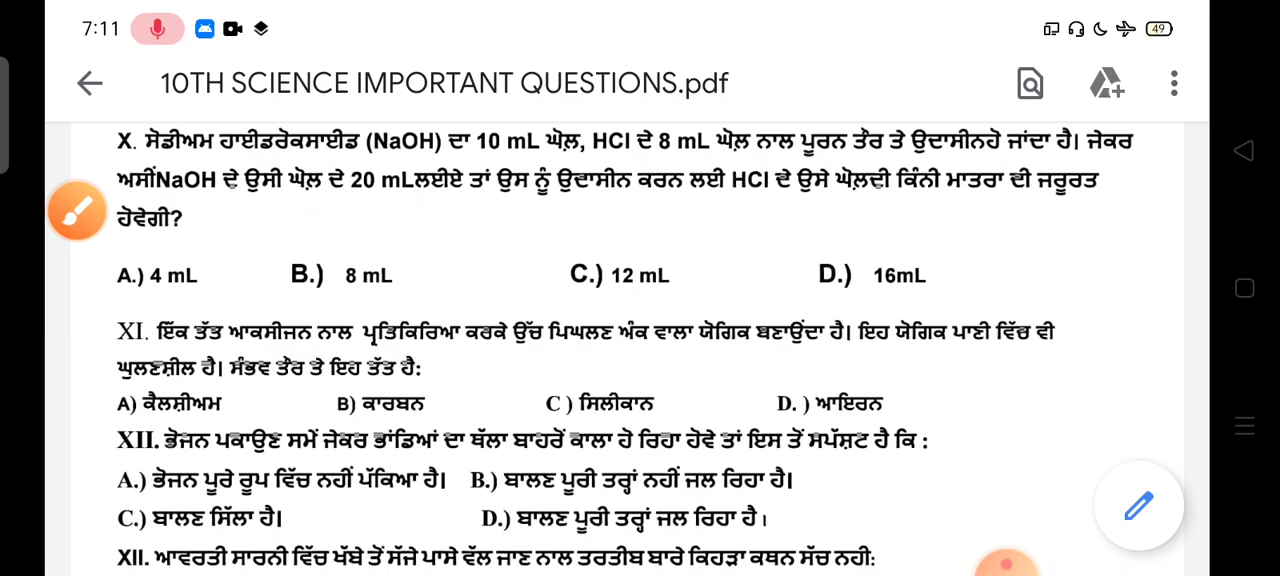 7:11 49
10TH SCIENCE IMPORTANT QUESTIONS.pdf
X. ਸੋਡੀਅਮ ਹਾਈਡਰੋਕਸਾਈਡ (NaOH) ਦਾ 10 mL ਘੋਲ਼, HCl ਦੇ 8 mL ਘੋਲ਼ ਨਾਲ ਪੂਰਨ ਤੌਰ ਤੇ ਉਦਾਸੀਨਹੋ ਜਾਂਦਾ ਹੈ। ਜੇਕਰ
ਅਸੀਂNaOH ਦੇ ਉਸੀ ਘੋਲ਼ ਦੇ 20 mLਲਈਏ ਤਾਂ ਉਸ ਨੂੰ ਉਦਾਸੀਨ ਕਰਨ ਲਈ HCl ਦੇ ਉਸੇ ਘੋਲ਼ਦੀ ਕਿੰਨੀ ਮਾਤਰਾ ਦੀ ਜਰੂਰਤ
ਹੋਵੇਗੀ?
A.) 4 mL B.) 8 mL C.) 12 mL D.) 16mL
XI. ਇੱਕ ਤੱਤ ਆਕਸੀਜਨ ਨਾਲ ਪ੍ਰਤਿਕਿਰਿਆ ਕਰਕੇ ਉੱਚ ਪਿਘਲਣ ਅੰਕ ਵਾਲਾ ਯੋਗਿਕ ਬਣਾਉਂਦਾ ਹੈ। ਇਹ ਯੋਗਿਕ ਪਾਣੀ ਵਿੱਚ ਵੀ
ਘੁਲਣਸ਼ੀਲ ਹੈ। ਸੰਭਵ ਤੌਰ ਤੇ ਇਹ ਤੱਤ ਹੈ:
A) ਕੈਲਸ਼ੀਅਮ B) ਕਾਰਬਨ C ) ਸਿਲੀਕਾਨ D. ) ਆਇਰਨ
XII. ਭੋਜਨ ਪਕਾਉਣ ਸਮੇਂ ਜੇਕਰ ਭਾਂਡਿਆਂ ਦਾ ਥੱਲਾ ਬਾਹਰੋਂ ਕਾਲਾ ਹੋ ਰਿਹਾ ਹੋਵੇ ਤਾਂ ਇਸ ਤੋਂ ਸਪੱਸ਼ਟ ਹੈ ਕਿ :
A.) ਭੋਜਨ ਪੂਰੇ ਰੂਪ ਵਿੱਚ ਨਹੀਂ ਪੱਕਿਆ ਹੈ। B.) ਬਾਲਣ ਪੂਰੀ ਤਰ੍ਹਾਂ ਨਹੀਂ ਜਲ ਰਿਹਾ ਹੈ।
C.) ਬਾਲਣ ਸਿੱਲਾ ਹੈ। D.) ਬਾਲਣ ਪੂਰੀ ਤਰ੍ਹਾਂ ਜਲ ਰਿਹਾ ਹੈ।
XII. ਆਵਰਤੀ ਸਾਰਨੀ ਵਿੱਚ ਖੱਬੇ ਤੋਂ ਸੱਜੇ ਪਾਸੇ ਵੱਲ ਜਾਣ ਨਾਲ ਤਰਤੀਬ ਬਾਰੇ ਕਿਹੜਾ ਕਥਨ ਸੱਚ ਨਹੀ: